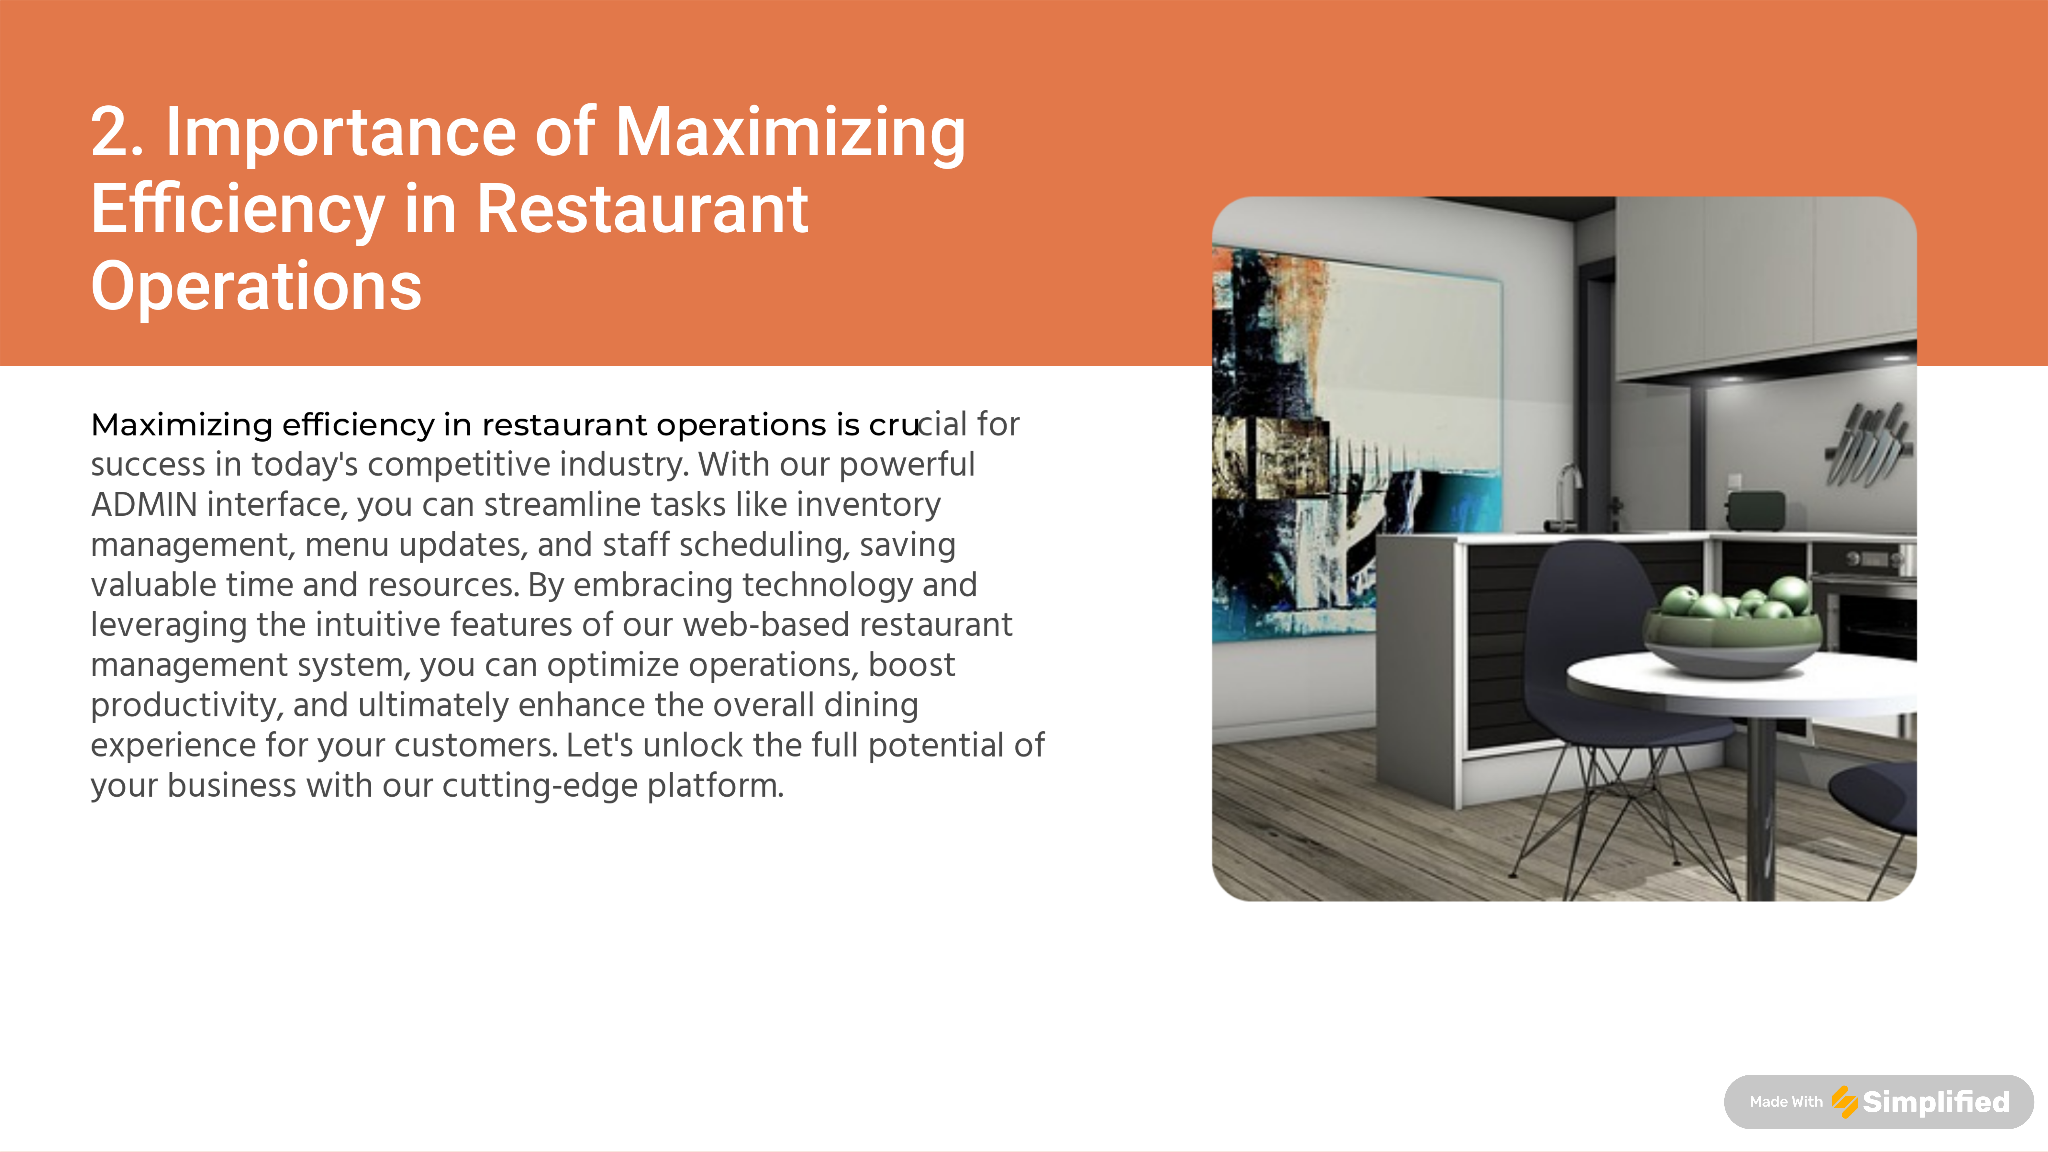 2. Importance of Maximizing
Efficiency in Restaurant
Operations
Maximizing efficiency in restaurant operations is crucial for
success in today's competitive industry. With our powerful
ADMIN interface, you can streamline tasks like inventory
management, menu updates, and staff scheduling, saving
valuable time and resources. By embracing technology and
leveraging the intuitive features of our web-based restaurant
management system, you can optimize operations, boost
productivity, and ultimately enhance the overall dining
experience for your customers. Let's unlock the full potential of
your business with our cutting-edge platform.
Made With Simplified